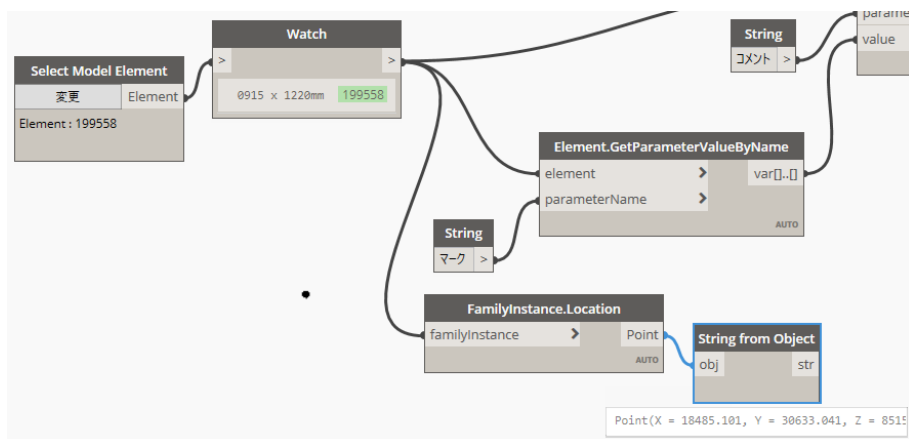 Watch
>
>
0915 x 1220mm 199558
Select Model Element
変更 Element
Element : 199558
String
コメント >
parame
value
Element.GetParameterValueByName
element > var[]..[]
parameterName >
AUTO
String
マーク >
FamilyInstance.Location
familyInstance > Point
AUTO
String from Object
obj str
Point(X = 18485.101, Y = 30633.041, Z = 8515